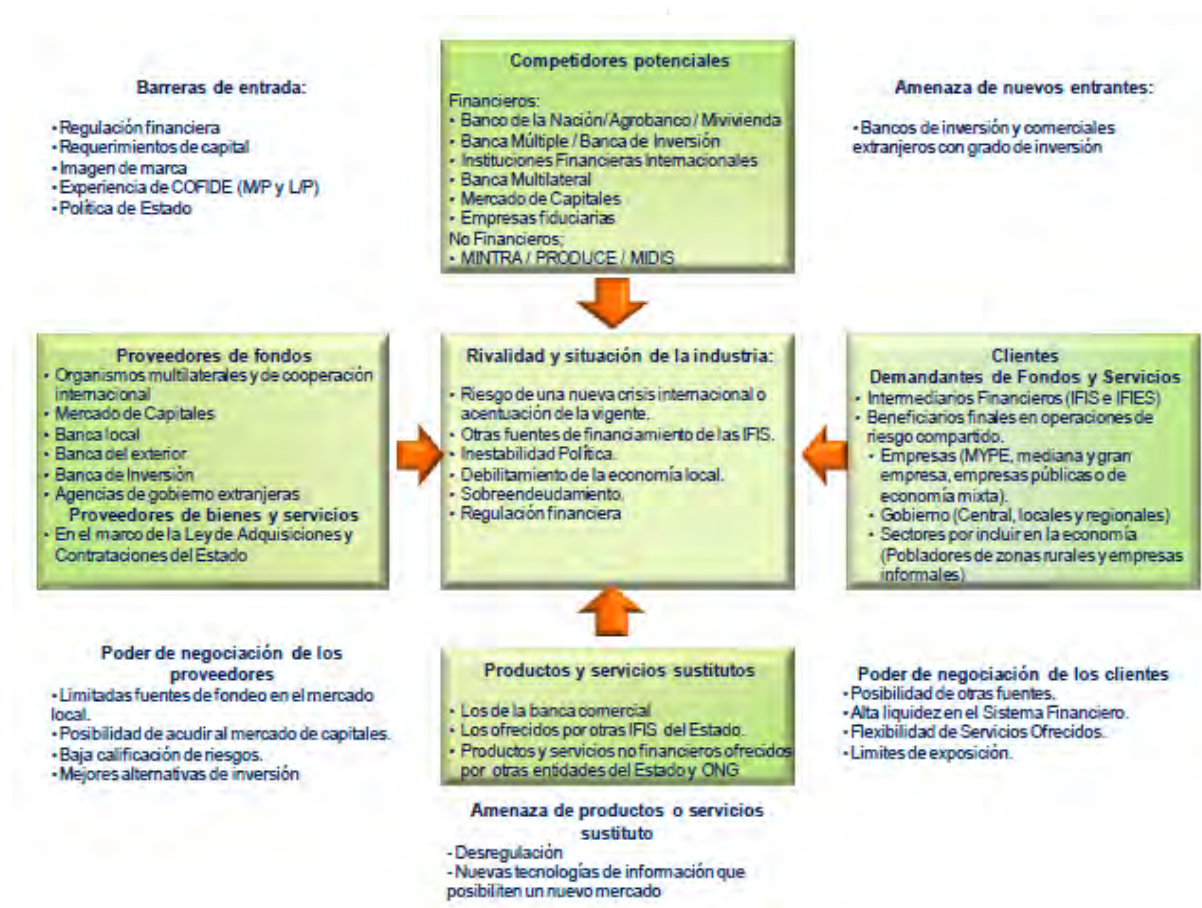 Competidores potenciales
Financieros:
• Banco de la Nación/ Agrobanco / Mivivienda
• Banca Múltiple / Banca de Inversión
• Instituciones Financieras Internacionales
• Banca Multilateral
• Mercado de Capitales
• Empresas fiduciarias
No Financieros;
• MINTRA / PRODUCE / MIDIS
Barreras de entrada:
• Regulación financiera
• Requerimientos de capital
• Imagen de marca
• Experiencia de COFIDE (M/P y L/P)
• Política de Estado
Amenaza de nuevos entrantes:
• Bancos de inversión y comerciales
extranjeros con grado de inversión
Proveedores de fondos
• Organismos multilaterales y de cooperación
internacional
• Mercado de Capitales
• Banca local
• Banca del exterior
• Banca de Inversión
• Agencias de gobierno extranjeras
Proveedores de bienes y servicios
• En el marco de la Ley de Adquisiciones y
Contrataciones del Estado
Rivalidad y situación de la industria:
• Riesgo de una nueva crisis internacional o
acentuación de la vigente.
• Otras fuentes de financiamiento de las IFIS.
• Inestabilidad Política.
• Debilitamiento de la economía local.
• Sobreendeudamiento.
• Regulación financiera
Clientes
Demandantes de Fondos y Servicios
• Intermediarios Financieros (IFIS e IFIES)
• Beneficiarios finales en operaciones de
riesgo compartido.
• Empresas (MYPE, mediana y gran
empresa, empresas públicas o de
economía mixta).
• Gobierno (Central, locales y regionales)
• Sectores por incluir en la economía
(Pobladores de zonas rurales y empresas
informales)
Poder de negociación de los
proveedores
• Limitadas fuentes de fondeo en el mercado
local.
• Posibilidad de acudir al mercado de capitales.
• Baja calificación de riesgos.
• Mejores alternativas de inversión
Productos y servicios sustitutos
• Los de la banca comercial
• Los ofrecidos por otras IFIS del Estado.
• Productos y servicios no financieros ofrecidos
por otras entidades del Estado y ONG
Poder de negociación de los clientes
• Posibilidad de otras fuentes.
• Alta liquidez en el Sistema Financiero.
• Flexibilidad de Servicios Ofrecidos.
• Limites de exposición.
Amenaza de productos o servicios
sustituto
- Desregulación
- Nuevas tecnologías de información que
posibiliten un nuevo mercado